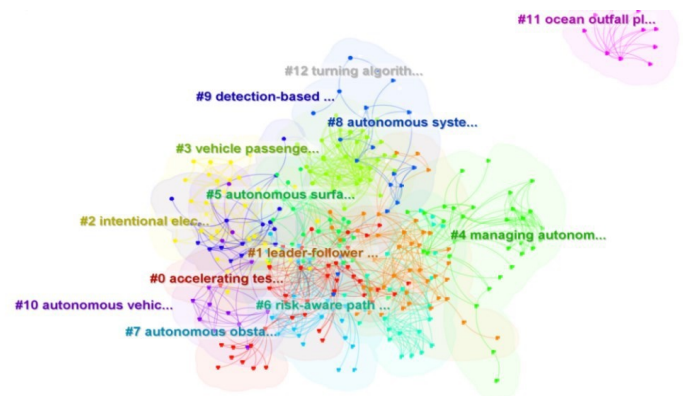 #11 ocean outfall pl...
#12 turning algorith...
#9 detection-based ...
#8 autonomous syste...
#3 vehicle passenge...
#5 autonomous surfa...
#2 intentional elec...
#4 managing autonom...
#1 leader-follower ...
#0 accelerating tes...
#10 autonomous vehic...
#6 risk-aware path ...
#7 autonomous obsta...